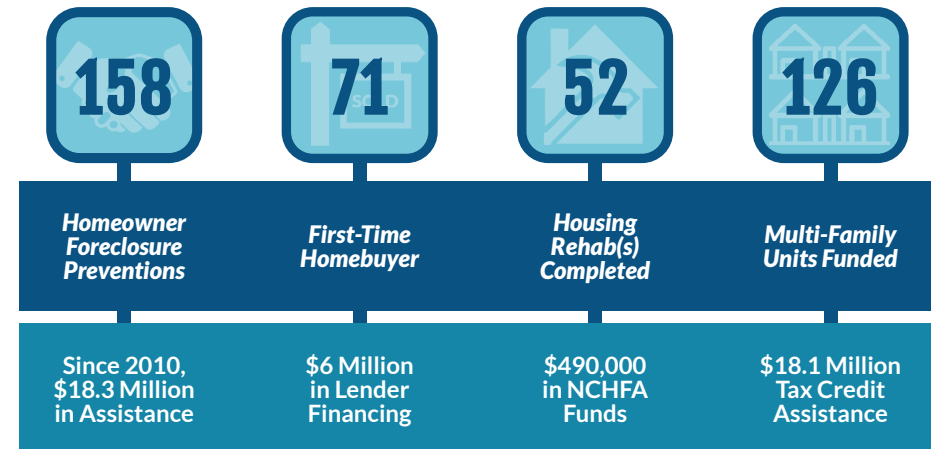 158
71
SOLD
52
126
Homeowner
Foreclosure
Preventions
First-Time
Homebuyer
Housing
Rehab(s)
Completed
Multi-Family
Units Funded
Since 2010,
$18.3 Million
in Assistance
$6 Million
in Lender
Financing
$490,000
in NCHFA
Funds
$18.1 Million
Tax Credit
Assistance